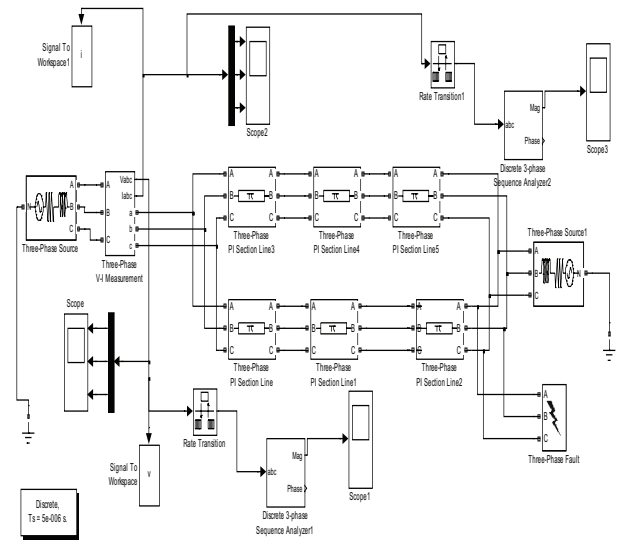 Signal To
Workspace1
i
Scope2
Rate Transition1
abc
Mag
Phase
Discrete 3-phase
Sequence Analyzer2
Scope3
N
A
B
C
Three-Phase Source
A
B
C
Vabc
Iabc
a
b
c
Three-Phase
V-I Measurement
A
B
C
π
A
B
C
Three-Phase
PI Section Line3
A
B
C
π
A
B
C
Three-Phase
PI Section Line4
A
B
C
π
A
B
C
Three-Phase
PI Section Line5
Three-Phase Source1
A
B
C
N
Scope
A
B
C
π
A
B
C
Three-Phase
PI Section Line
A
B
C
π
A
B
C
Three-Phase
PI Section Line1
A
B
C
π
A
B
C
Three-Phase
PI Section Line2
A
B
C
Three-Phase Fault
Rate Transition
Signal To
Workspace
v
abc
Mag
Phase
Discrete 3-phase
Sequence Analyzer1
Scope1
Discrete,
Ts = 5e-006 s.